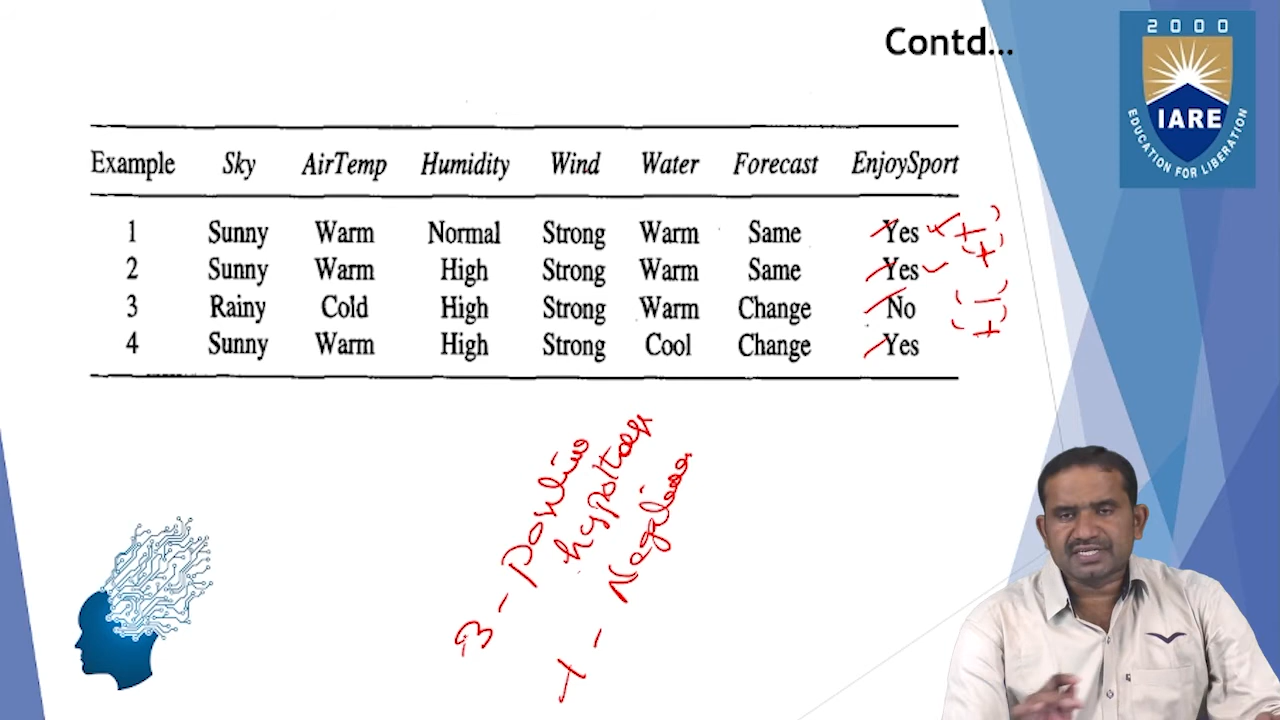 Contd...
2000
IARE
EDUCATION FOR LIBERATION
Example Sky AirTemp Humidity Wind Water Forecast EnjoySport
1 Sunny Warm Normal Strong Warm Same Yes (+)
2 Sunny Warm High Strong Warm Same Yes (+)
3 Rainy Cold High Strong Warm Change No (-)
4 Sunny Warm High Strong Cool Change Yes (+)
3 - Positive
1 -